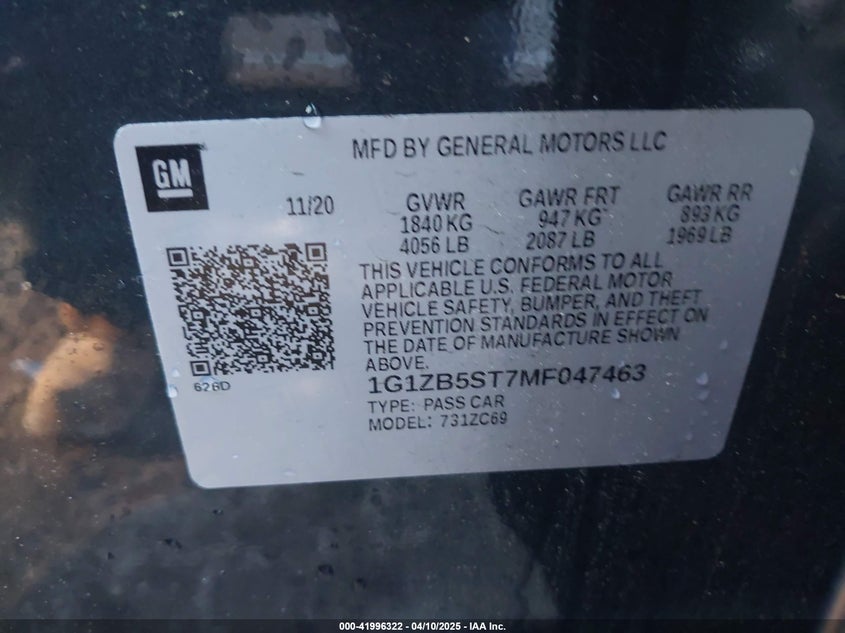 MFD BY GENERAL MOTORS LLC
GM
11/20
GVWR GAWR FRT GAWR RR
1840 KG 947 KG 893 KG
4056 LB 2087 LB 1969 LB
THIS VEHICLE CONFORMS TO ALL
APPLICABLE U.S. FEDERAL MOTOR
VEHICLE SAFETY, BUMPER, AND THEFT
PREVENTION STANDARDS IN EFFECT ON
THE DATE OF MANUFACTURE SHOWN
ABOVE.
626D
1G1ZB5ST7MF047463
TYPE: PASS CAR
MODEL: 731ZC69
000-41996322 - 04/10/2025 - IAA Inc.